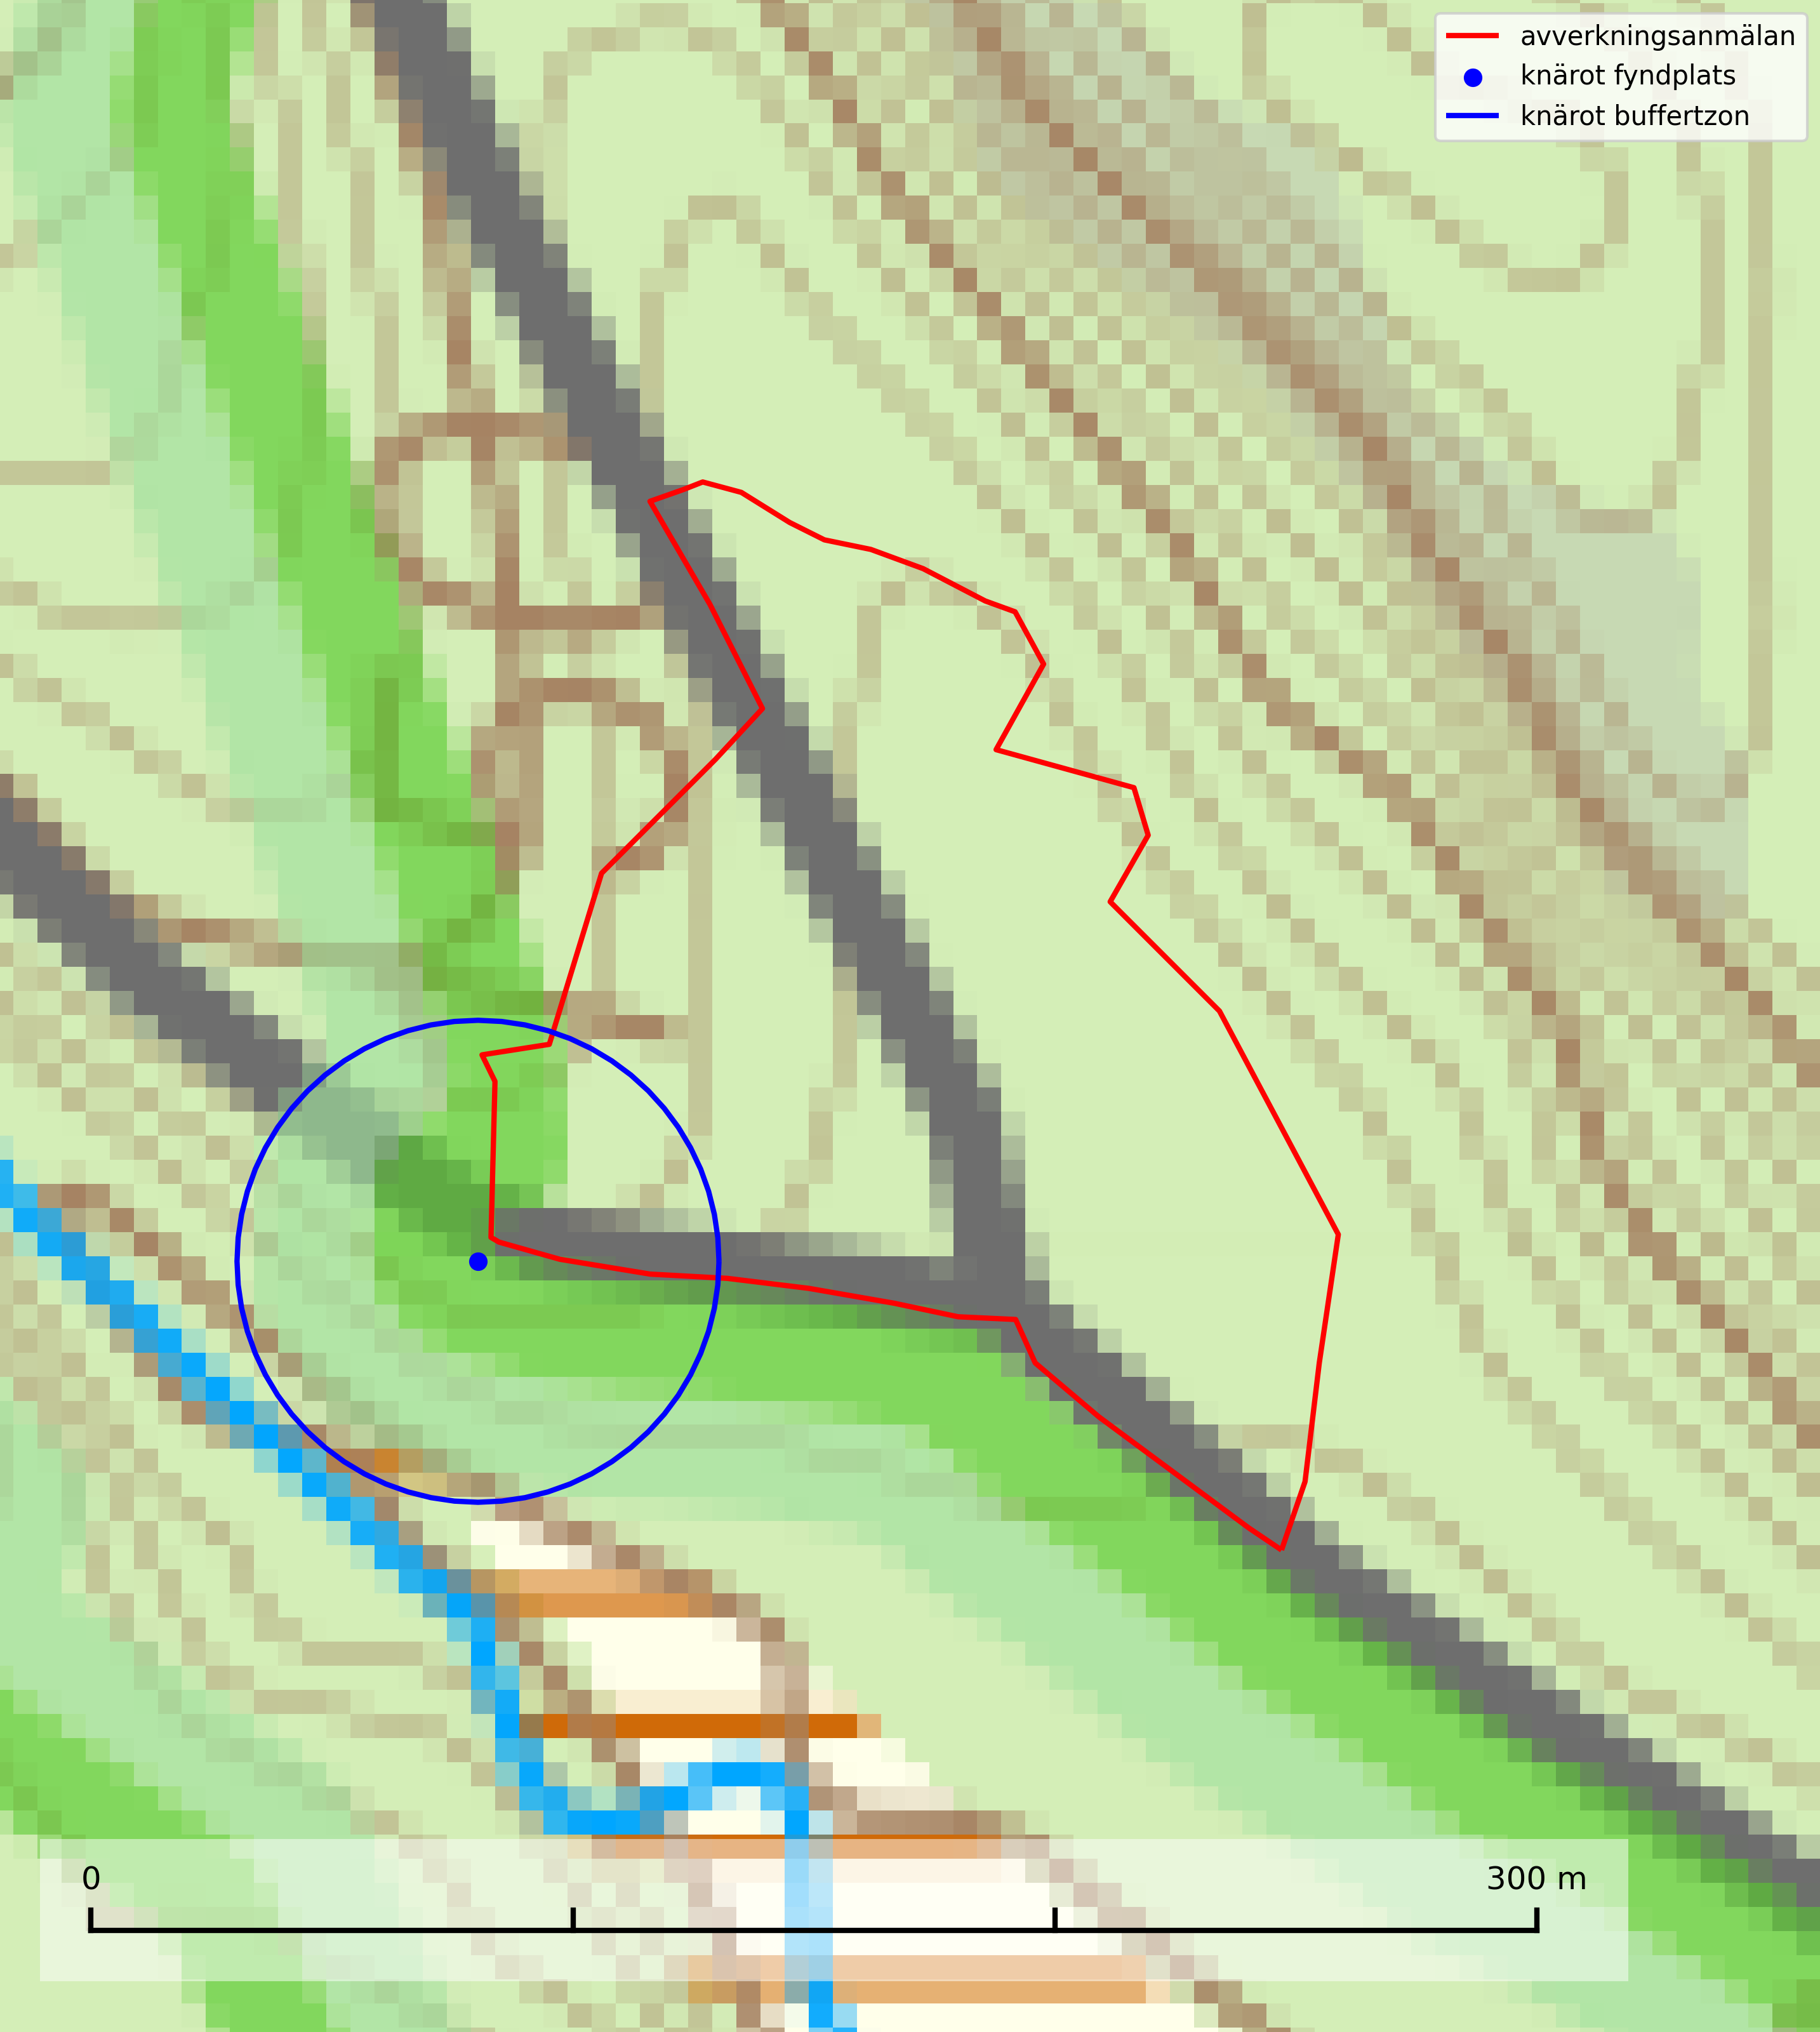 avverkningsanmälan
knärot fyndplats
knärot buffertzon
0
300 m